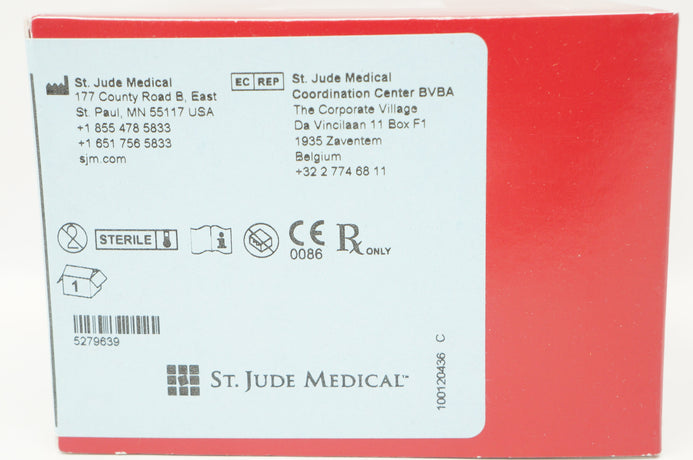 St. Jude Medical
177 County Road B, East
St. Paul, MN 55117 USA
+1 855 478 5833
+1 651 756 5833
sjm.com
EC REP
St. Jude Medical
Coordination Center BVBA
The Corporate Village
Da Vincilaan 11 Box F1
1935 Zaventem
Belgium
+32 2 774 68 11
2
STERILE
i
CE
0086
Rx ONLY
1
5279639
ST. JUDE MEDICAL™
100120436 C